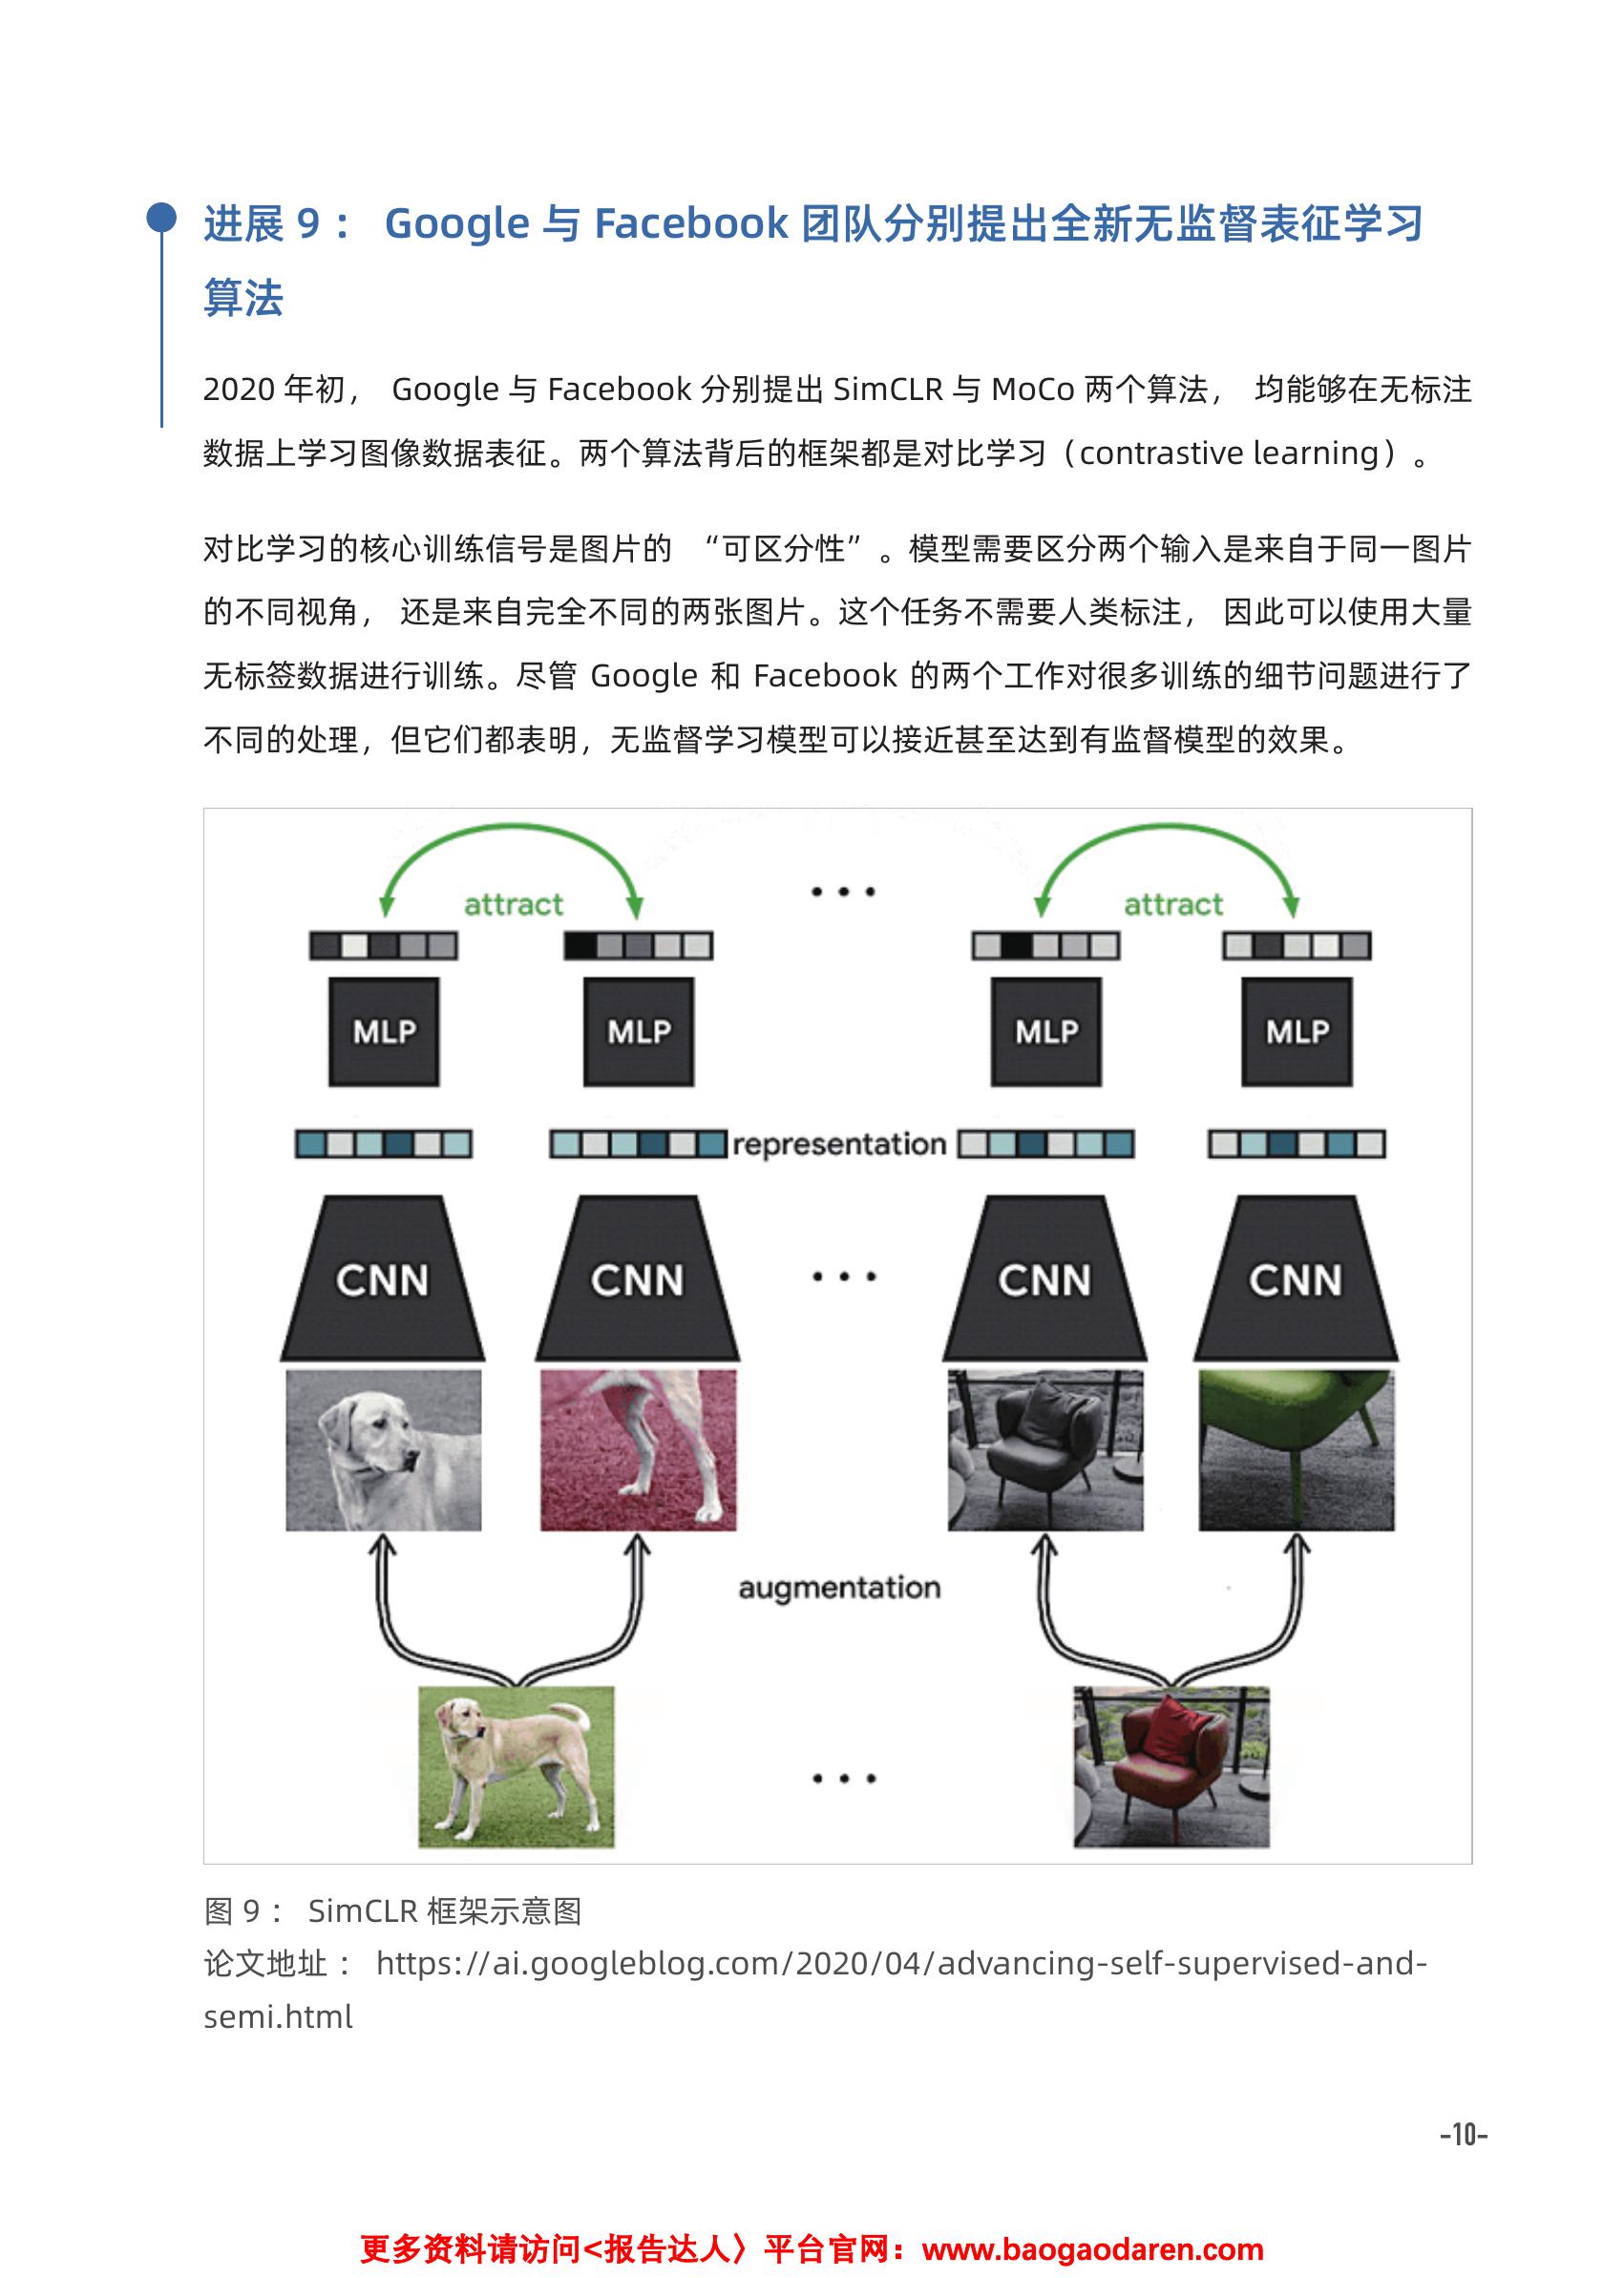 进展 9： Google 与 Facebook 团队分别提出全新无监督表征学习
算法
2020 年初， Google 与 Facebook 分别提出 SimCLR 与 MoCo 两个算法， 均能够在无标注
数据上学习图像数据表征。两个算法背后的框架都是对比学习（contrastive learning）。
对比学习的核心训练信号是图片的 “可区分性”。模型需要区分两个输入是来自于同一图片
的不同视角， 还是来自完全不同的两张图片。这个任务不需要人类标注， 因此可以使用大量
无标签数据进行训练。尽管 Google 和 Facebook 的两个工作对很多训练的细节问题进行了
不同的处理，但它们都表明，无监督学习模型可以接近甚至达到有监督模型的效果。
attract ... attract
MLP MLP MLP MLP
representation
CNN CNN ... CNN CNN
augmentation
...
图 9： SimCLR 框架示意图
论文地址： https://ai.googleblog.com/2020/04/advancing-self-supervised-and-
semi.html
-10-
更多资料请访问<报告达人〉平台官网：www.baogaodaren.com